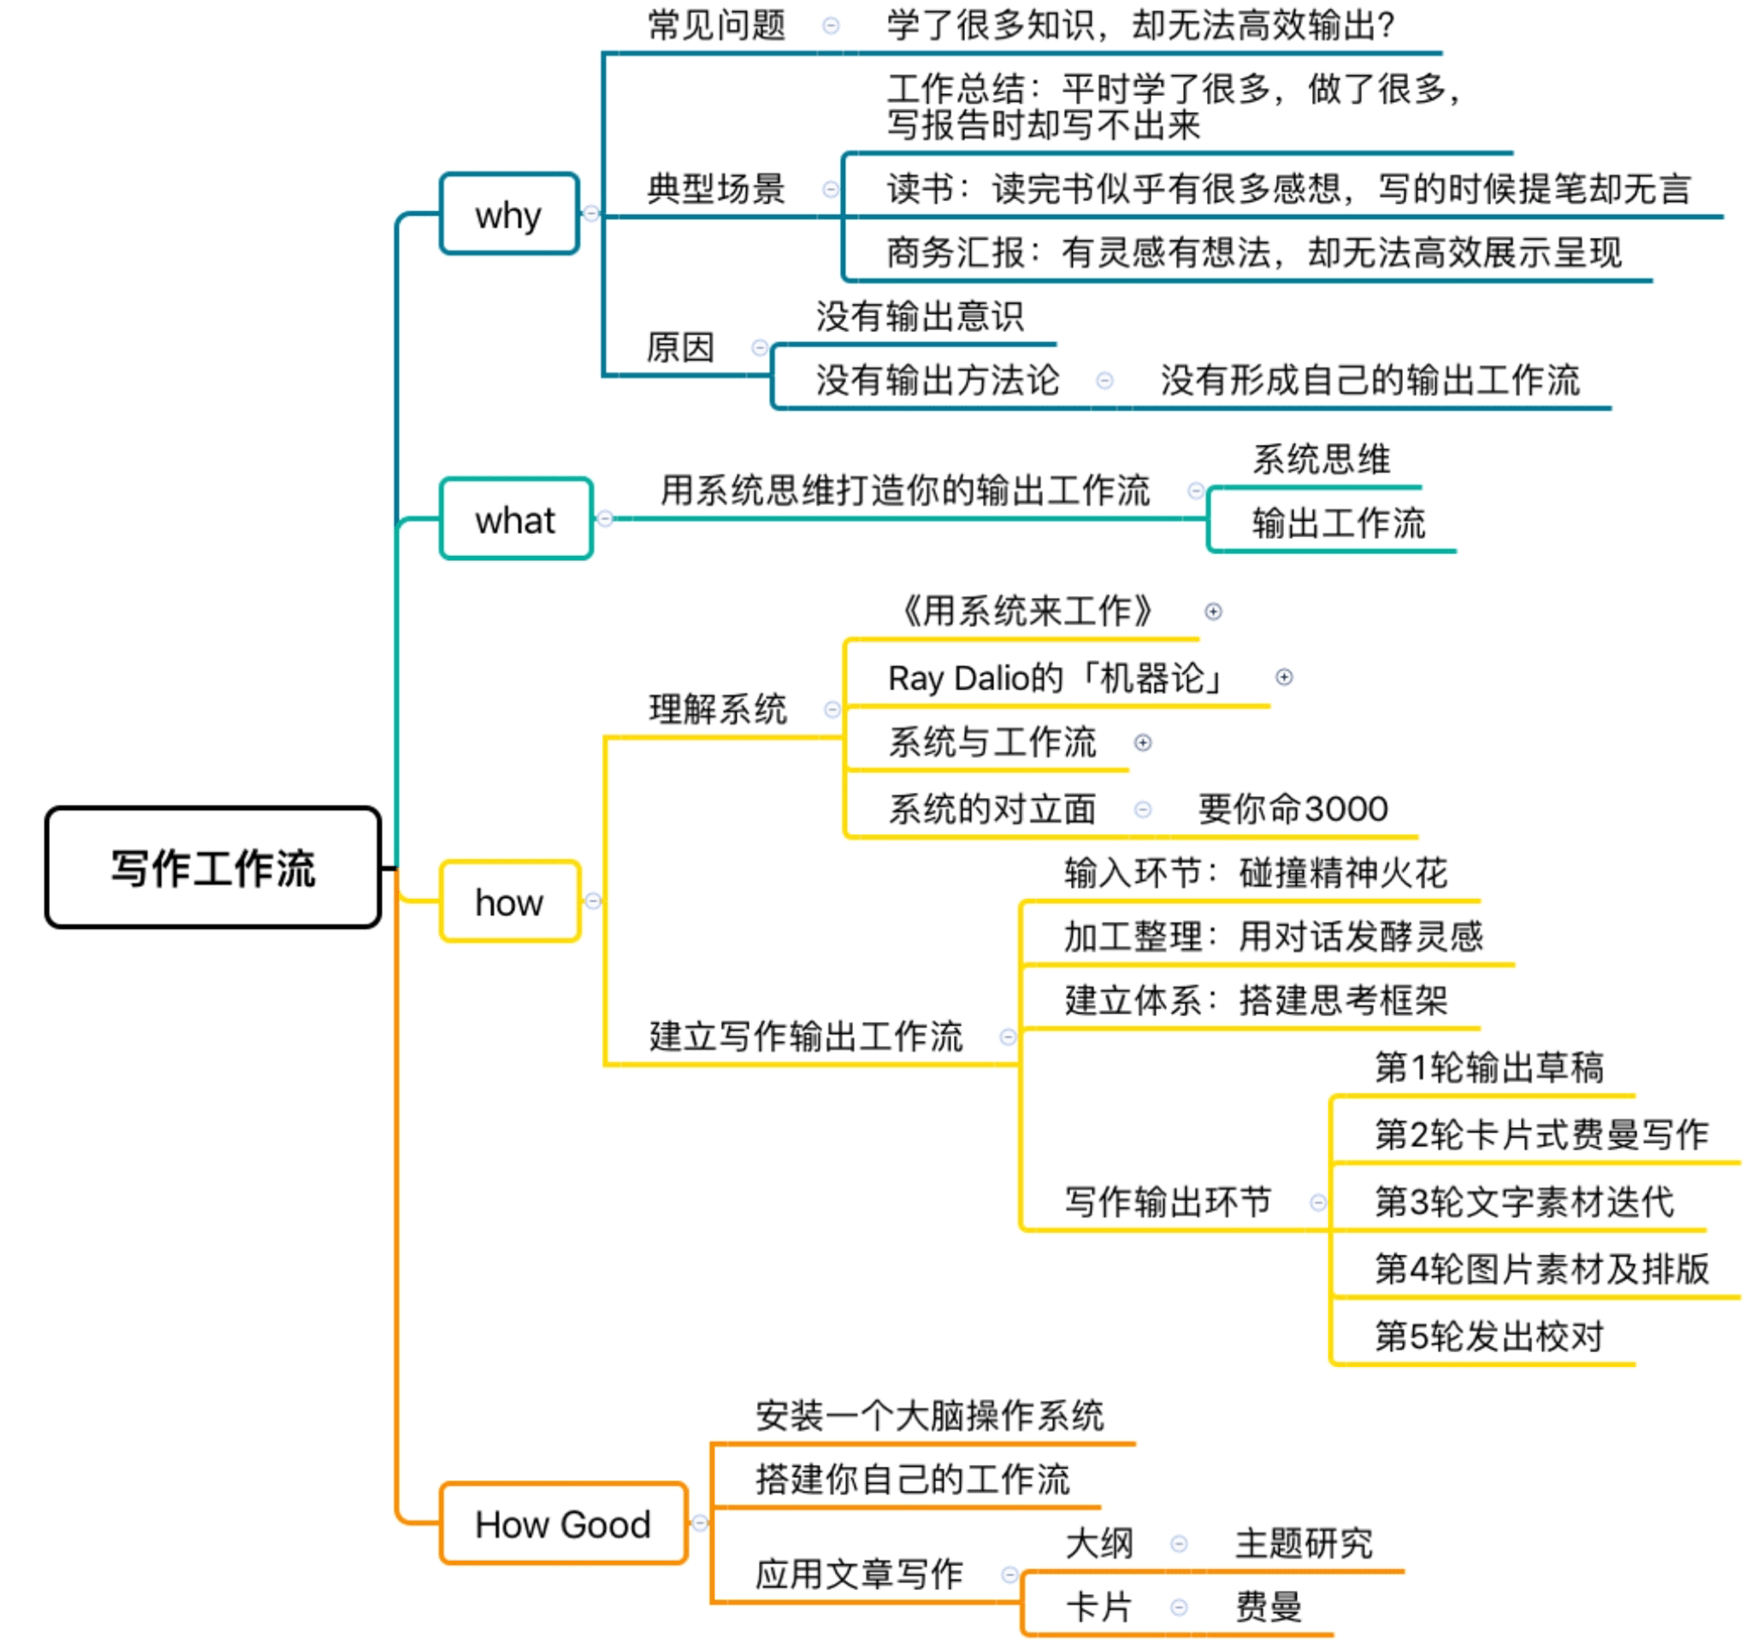 写作工作流
why
常见问题
学了很多知识，却无法高效输出？
典型场景
工作总结：平时学了很多，做了很多，
写报告时却写不出来
读书：读完书似乎有很多感想，写的时候提笔却无言
商务汇报：有灵感有想法，却无法高效展示呈现
原因
没有输出意识
没有输出方法论
没有形成自己的输出工作流
what
用系统思维打造你的输出工作流
系统思维
输出工作流
how
理解系统
《用系统来工作》
Ray Dalio的「机器论」
系统与工作流
系统的对立面
要你命3000
建立写作输出工作流
输入环节：碰撞精神火花
加工整理：用对话发酵灵感
建立体系：搭建思考框架
写作输出环节
第1轮输出草稿
第2轮卡片式费曼写作
第3轮文字素材迭代
第4轮图片素材及排版
第5轮发出校对
How Good
安装一个大脑操作系统
搭建你自己的工作流
应用文章写作
大纲
主题研究
卡片
费曼